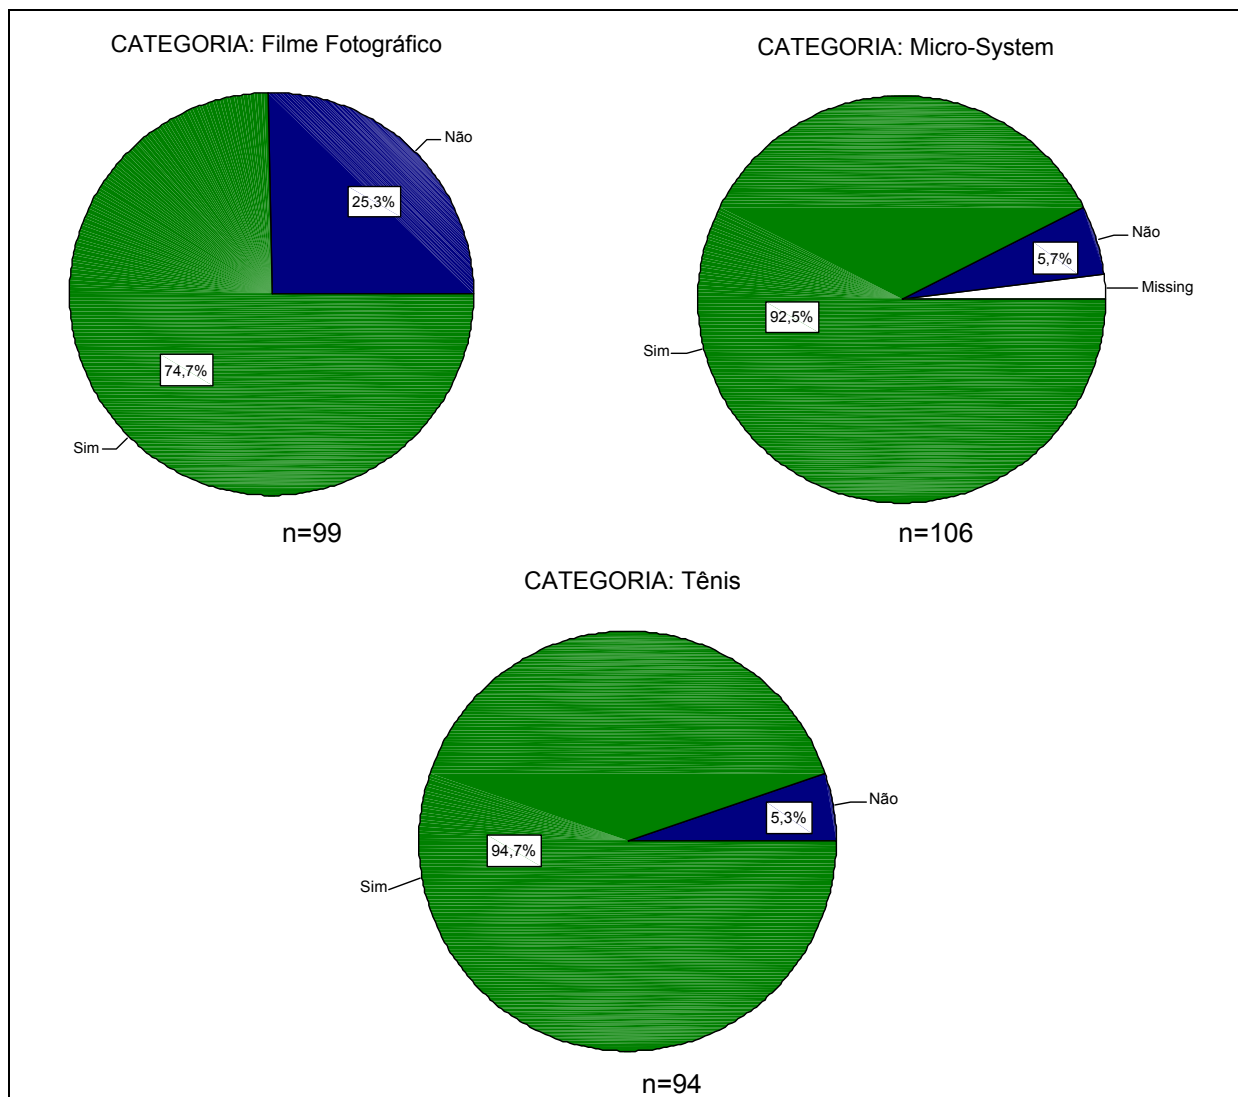 CATEGORIA: Filme Fotográfico
Não
25,3%
74,7%
Sim
n=99
CATEGORIA: Micro-System
Não
5,7%
Missing
92,5%
Sim
n=106
CATEGORIA: Tênis
Não
5,3%
94,7%
Sim
n=94